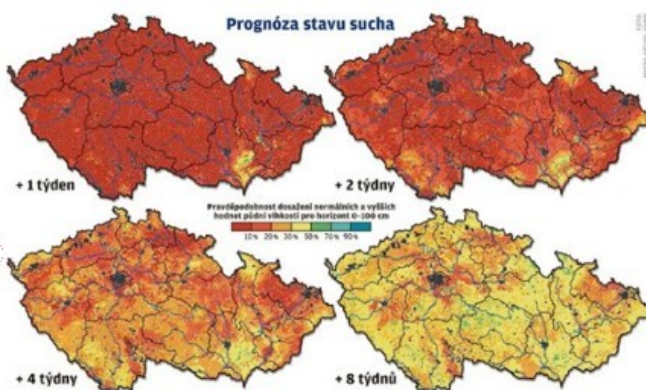 Prognóza stavu sucha
+ 1 týden
+ 2 týdny
Pravděpodobnost dosažení normálních a vyšších
hodnot půdní vlhkosti pro horizont 0–100 cm
10 % 20 % 30 % 50 % 70 % 90 %
+ 4 týdny
+ 8 týdnů